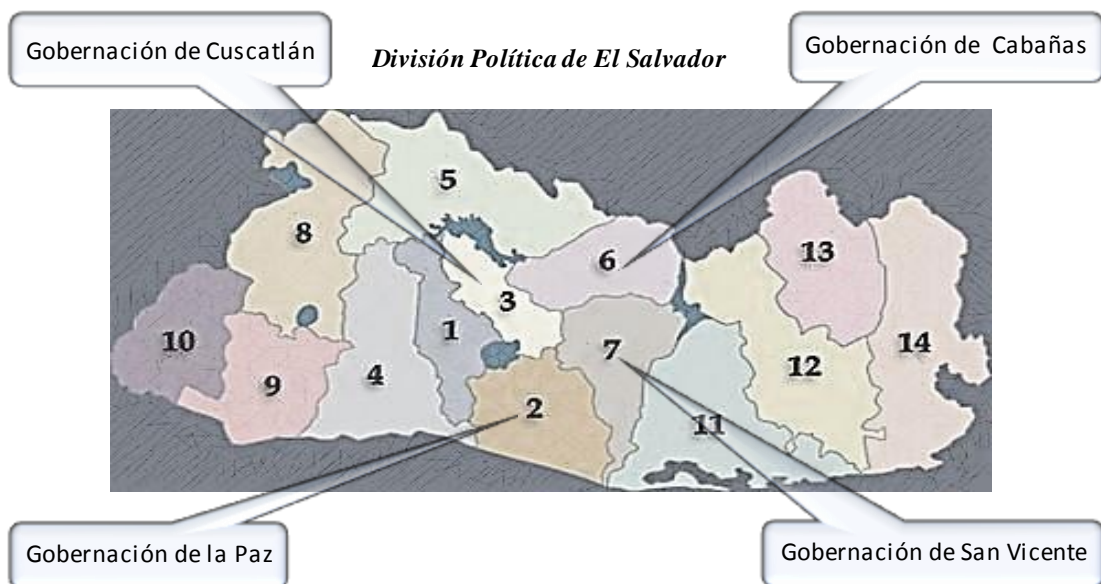 Gobernación de Cuscatlán
División Política de El Salvador
Gobernación de Cabañas
5
8
13
6
3
10
1
7
14
4
12
9
2
11
Gobernación de la Paz
Gobernación de San Vicente